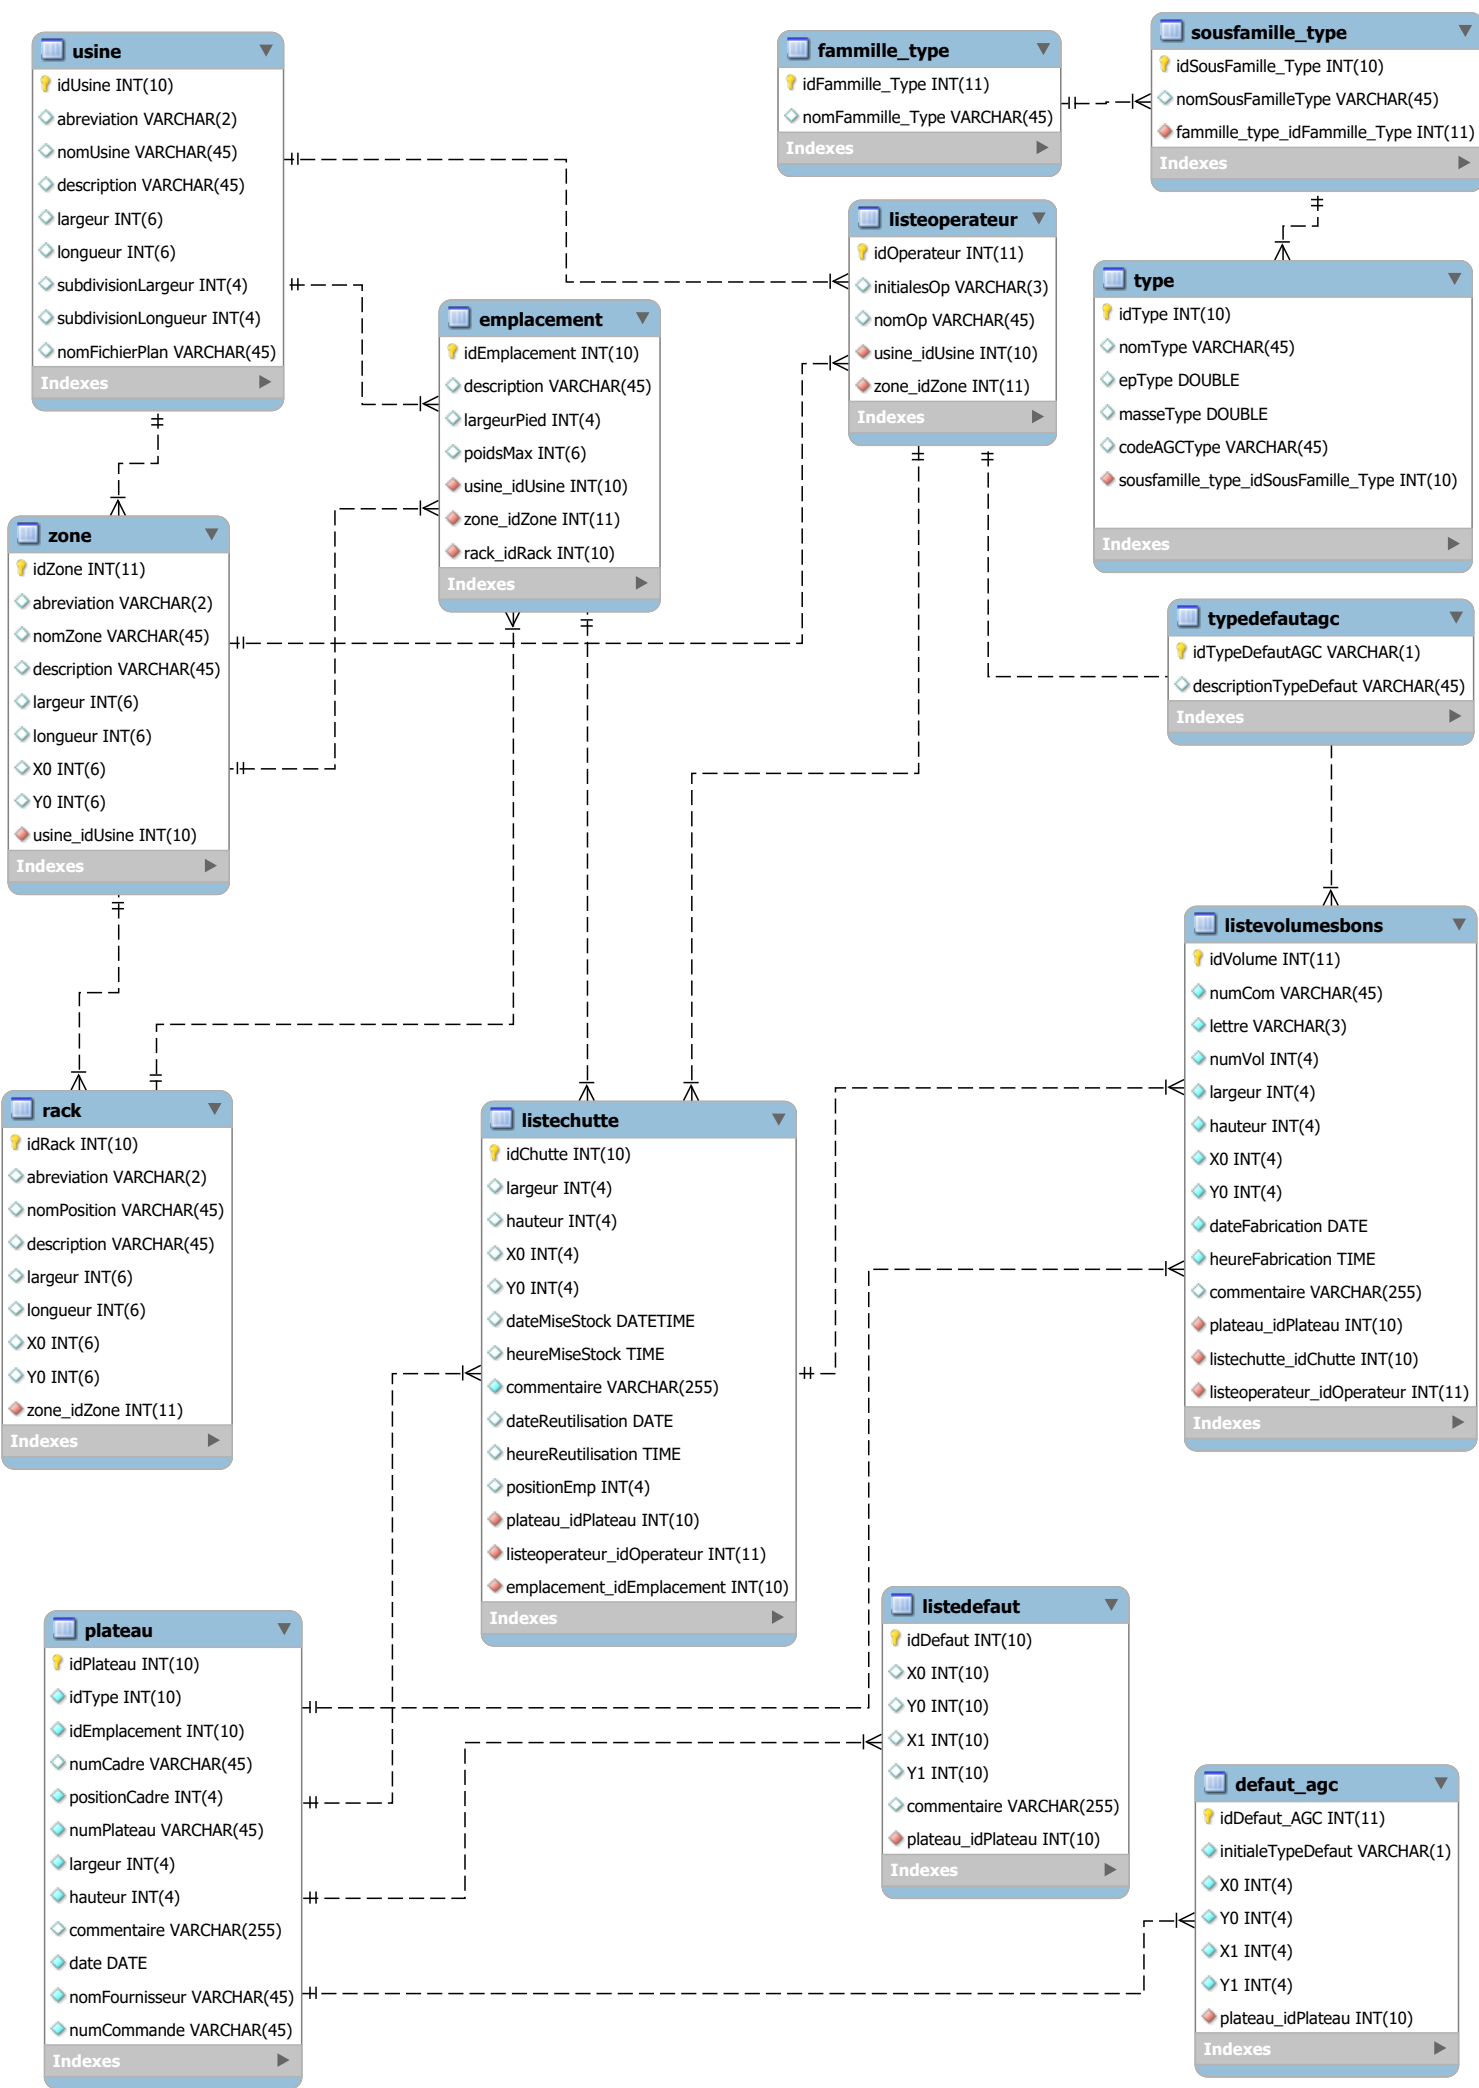 usine
idUsine INT(10)
abreviation VARCHAR(2)
nomUsine VARCHAR(45)
description VARCHAR(45)
largeur INT(6)
longueur INT(6)
subdivisionLargeur INT(4)
subdivisionLongueur INT(4)
nomFichierPlan VARCHAR(45)
Indexes
fammille_type
idFammille_Type INT(11)
nomFammille_Type VARCHAR(45)
Indexes
sousfamille_type
idSousFamille_Type INT(10)
nomSousFamilleType VARCHAR(45)
fammille_type_idFammille_Type INT(11)
Indexes
listeoperateur
idOperateur INT(11)
initialesOp VARCHAR(3)
nomOp VARCHAR(45)
usine_idUsine INT(10)
zone_idZone INT(11)
Indexes
type
idType INT(10)
nomType VARCHAR(45)
epType DOUBLE
masseType DOUBLE
codeAGCType VARCHAR(45)
sousfamille_type_idSousFamille_Type INT(10)
Indexes
emplacement
idEmplacement INT(10)
description VARCHAR(45)
largeurPied INT(4)
poidsMax INT(6)
usine_idUsine INT(10)
zone_idZone INT(11)
rack_idRack INT(10)
Indexes
zone
idZone INT(11)
abreviation VARCHAR(2)
nomZone VARCHAR(45)
description VARCHAR(45)
largeur INT(6)
longueur INT(6)
X0 INT(6)
Y0 INT(6)
usine_idUsine INT(10)
Indexes
typedefautagc
idTypeDefautAGC VARCHAR(1)
descriptionTypeDefaut VARCHAR(45)
Indexes
listevolumesbons
idVolume INT(11)
numCom VARCHAR(45)
lettre VARCHAR(3)
numVol INT(4)
largeur INT(4)
hauteur INT(4)
X0 INT(4)
Y0 INT(4)
dateFabrication DATE
heureFabrication TIME
commentaire VARCHAR(255)
plateau_idPlateau INT(10)
listechutte_idChutte INT(10)
listeoperateur_idOperateur INT(11)
Indexes
rack
idRack INT(10)
abreviation VARCHAR(2)
nomPosition VARCHAR(45)
description VARCHAR(45)
largeur INT(6)
longueur INT(6)
X0 INT(6)
Y0 INT(6)
zone_idZone INT(11)
Indexes
listechutte
idChutte INT(10)
largeur INT(4)
hauteur INT(4)
X0 INT(4)
Y0 INT(4)
dateMiseStock DATETIME
heureMiseStock TIME
commentaire VARCHAR(255)
dateReutilisation DATE
heureReutilisation TIME
positionEmp INT(4)
plateau_idPlateau INT(10)
listeoperateur_idOperateur INT(11)
emplacement_idEmplacement INT(10)
Indexes
plateau
idPlateau INT(10)
idType INT(10)
idEmplacement INT(10)
numCadre VARCHAR(45)
positionCadre INT(4)
numPlateau VARCHAR(45)
largeur INT(4)
hauteur INT(4)
commentaire VARCHAR(255)
date DATE
nomFournisseur VARCHAR(45)
numCommande VARCHAR(45)
Indexes
listedefaut
idDefaut INT(10)
X0 INT(10)
Y0 INT(10)
X1 INT(10)
Y1 INT(10)
commentaire VARCHAR(255)
plateau_idPlateau INT(10)
Indexes
defaut_agc
idDefaut_AGC INT(11)
initialeTypeDefaut VARCHAR(1)
X0 INT(4)
Y0 INT(4)
X1 INT(4)
Y1 INT(4)
plateau_idPlateau INT(10)
Indexes